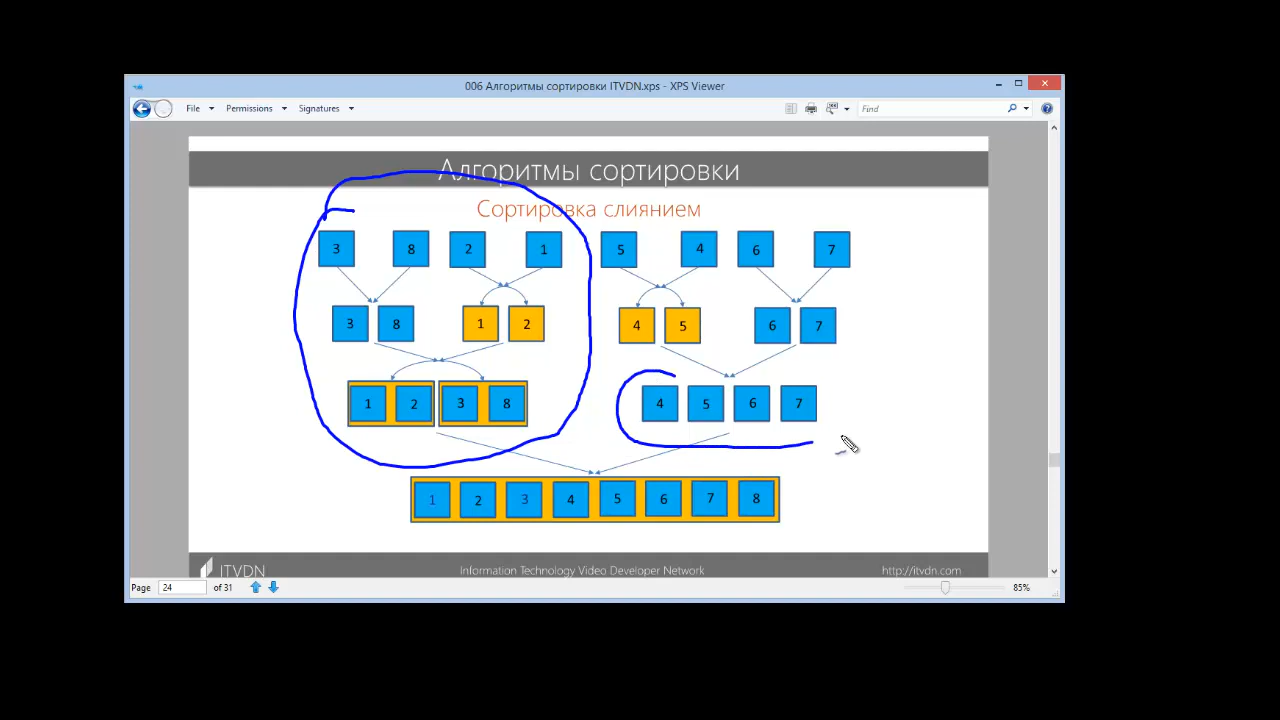 006 Алгоритмы сортировки ITVDN.xps - XPS Viewer
File Permissions Signatures Find
Алгоритмы сортировки
Сортировка слиянием
3 8 2 1 5 4 6 7
3 8 1 2 4 5 6 7
1 2 3 8 4 5 6 7
1 2 3 4 5 6 7 8
ITVDN Information Technology Video Developer Network http://itvdn.com
Page 24 of 31 85%